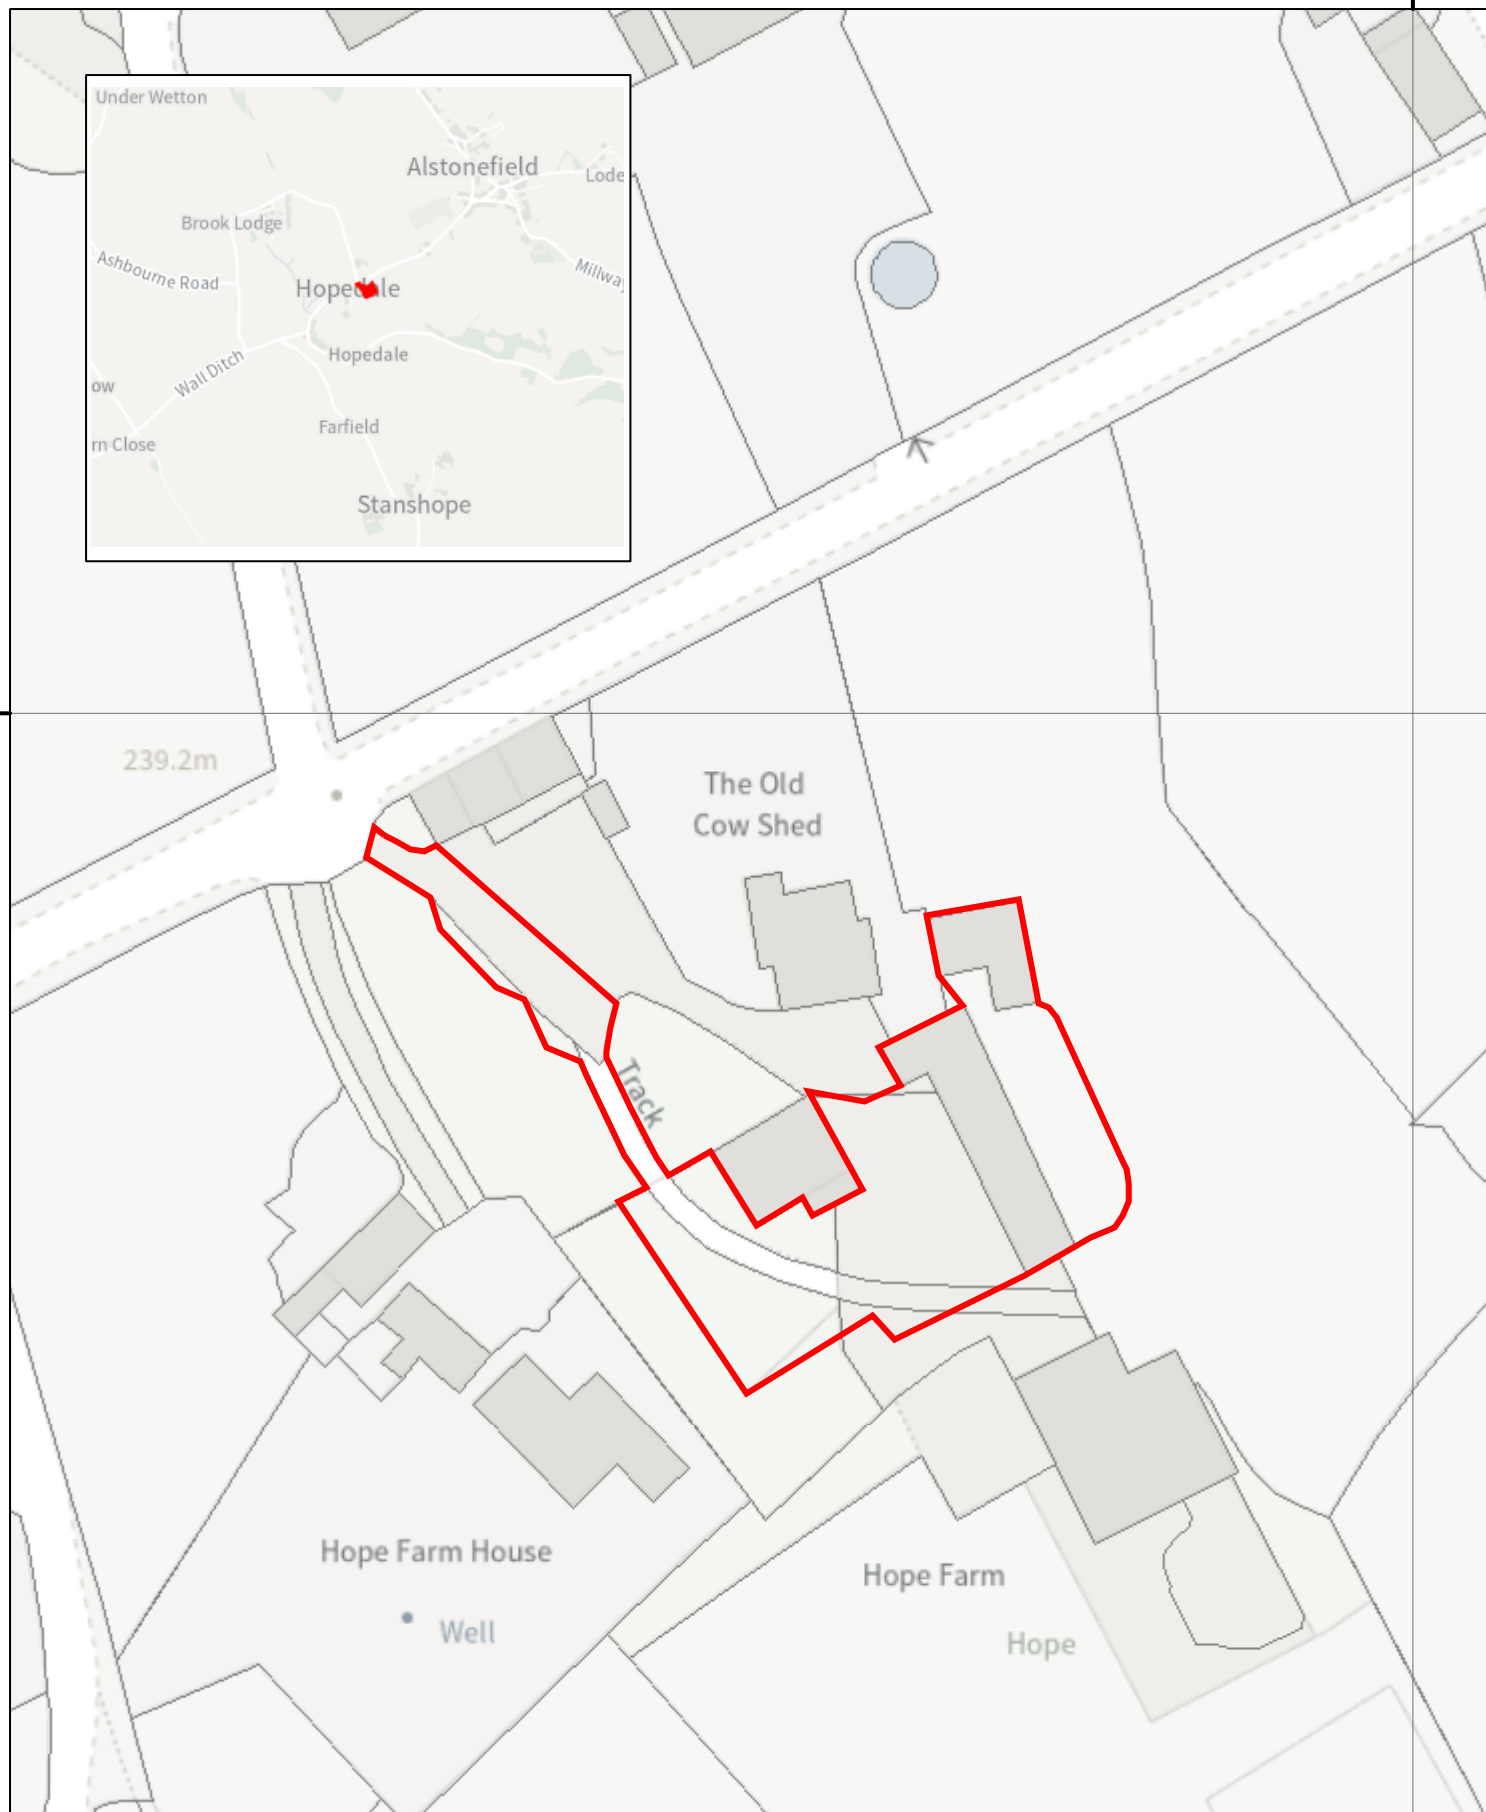 Under Wetton
Alstonefield
Lode
Brook Lodge
Ashbourne Road
Millway
Hopedale
Hopedale
Wall Ditch
ow
Farfield
rn Close
Stanshope
239.2m
The Old
Cow Shed
Track
Hope Farm House
Well
Hope Farm
Hope